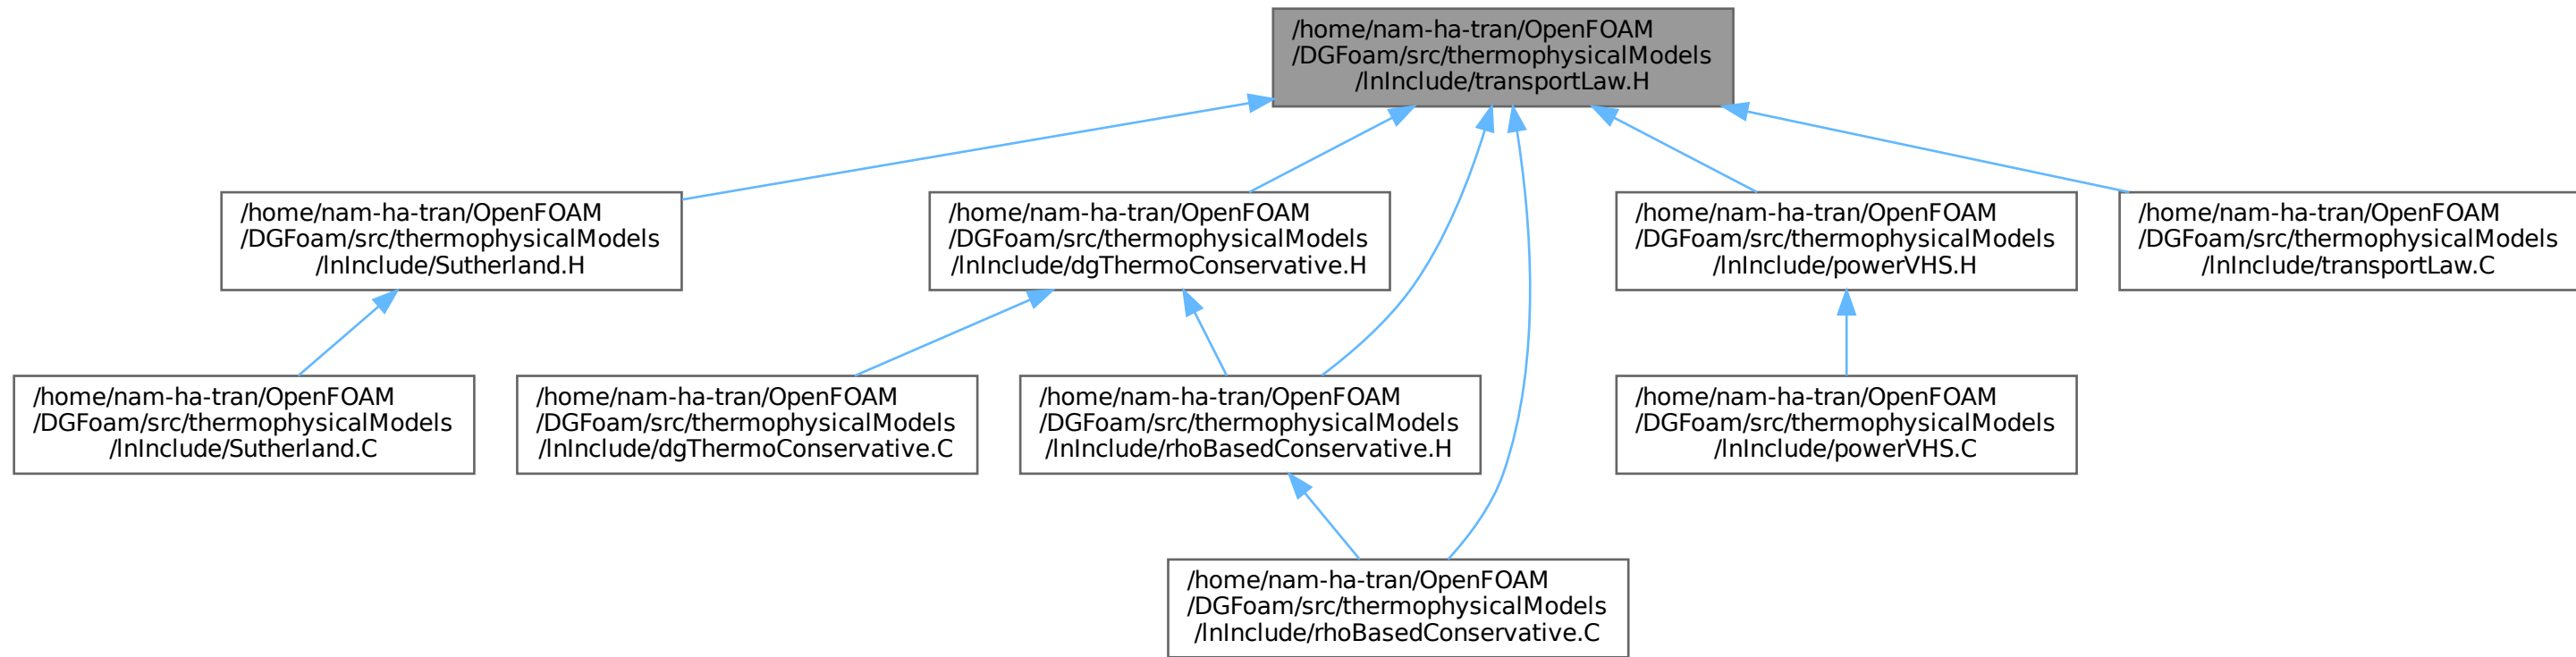 /home/nam-ha-tran/OpenFOAM
/DGFoam/src/thermophysicalModels
/lnInclude/transportLaw.H
/home/nam-ha-tran/OpenFOAM
/DGFoam/src/thermophysicalModels
/lnInclude/Sutherland.H
/home/nam-ha-tran/OpenFOAM
/DGFoam/src/thermophysicalModels
/lnInclude/dgThermoConservative.H
/home/nam-ha-tran/OpenFOAM
/DGFoam/src/thermophysicalModels
/lnInclude/powerVHS.H
/home/nam-ha-tran/OpenFOAM
/DGFoam/src/thermophysicalModels
/lnInclude/transportLaw.C
/home/nam-ha-tran/OpenFOAM
/DGFoam/src/thermophysicalModels
/lnInclude/Sutherland.C
/home/nam-ha-tran/OpenFOAM
/DGFoam/src/thermophysicalModels
/lnInclude/dgThermoConservative.C
/home/nam-ha-tran/OpenFOAM
/DGFoam/src/thermophysicalModels
/lnInclude/rhoBasedConservative.H
/home/nam-ha-tran/OpenFOAM
/DGFoam/src/thermophysicalModels
/lnInclude/powerVHS.C
/home/nam-ha-tran/OpenFOAM
/DGFoam/src/thermophysicalModels
/lnInclude/rhoBasedConservative.C